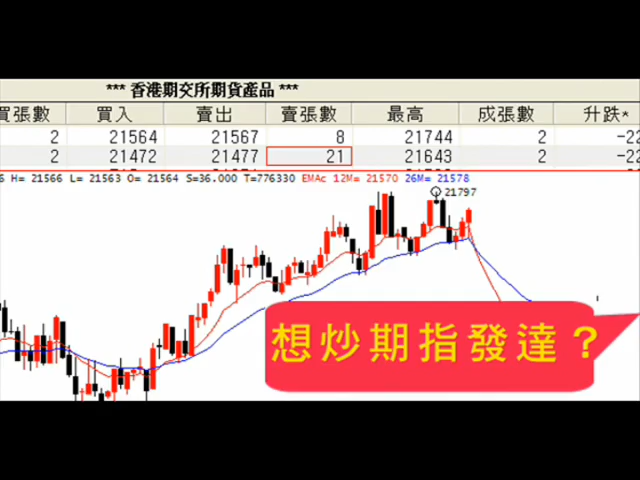 *** 香港期交所期貨產品 ***
買張數 買入 賣出 賣張數 最高 成張數 升跌*
2 21564 21567 8 21744 2 -22
2 21472 21477 21 21643 2 -22
6 H= 21566 L= 21563 O= 21564 S=36.000 T=776330 EMAc 12M= 21570 26M= 21578
21797
想炒期指發達?